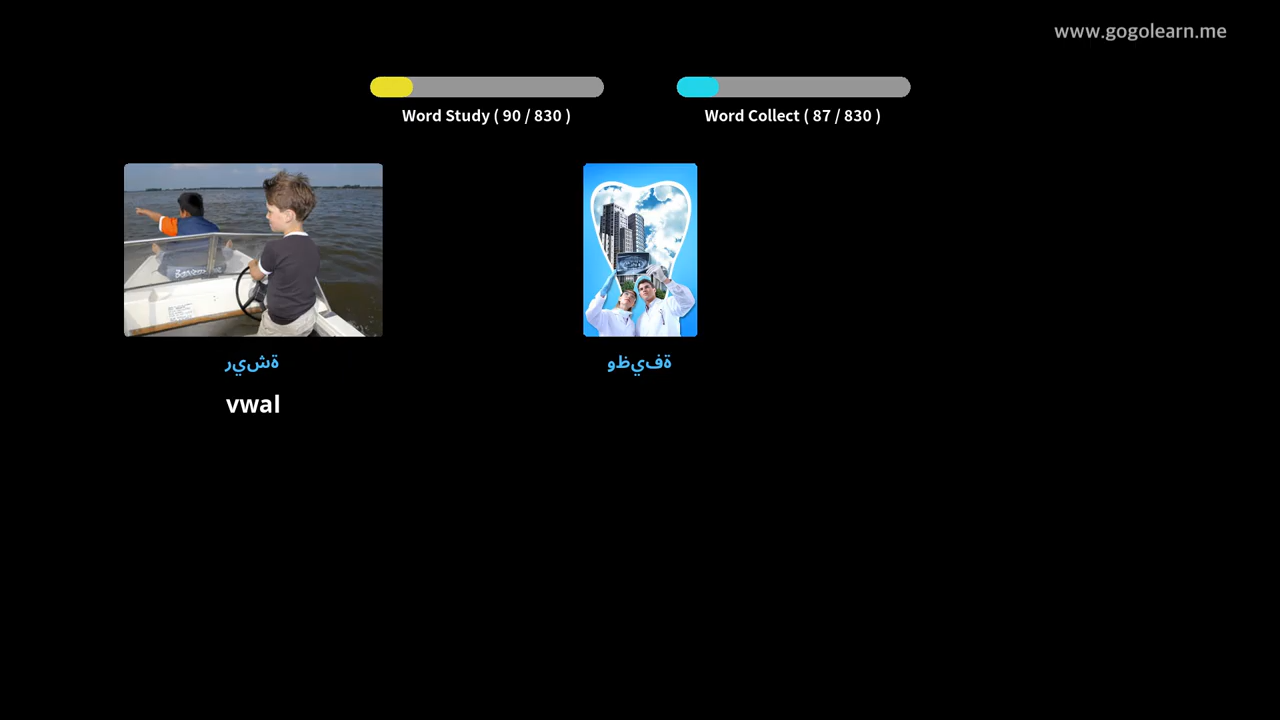 www.gogolearn.me
Word Study ( 90 / 830 )
Word Collect ( 87 / 830 )
ةشير
ةفيظو
vwal